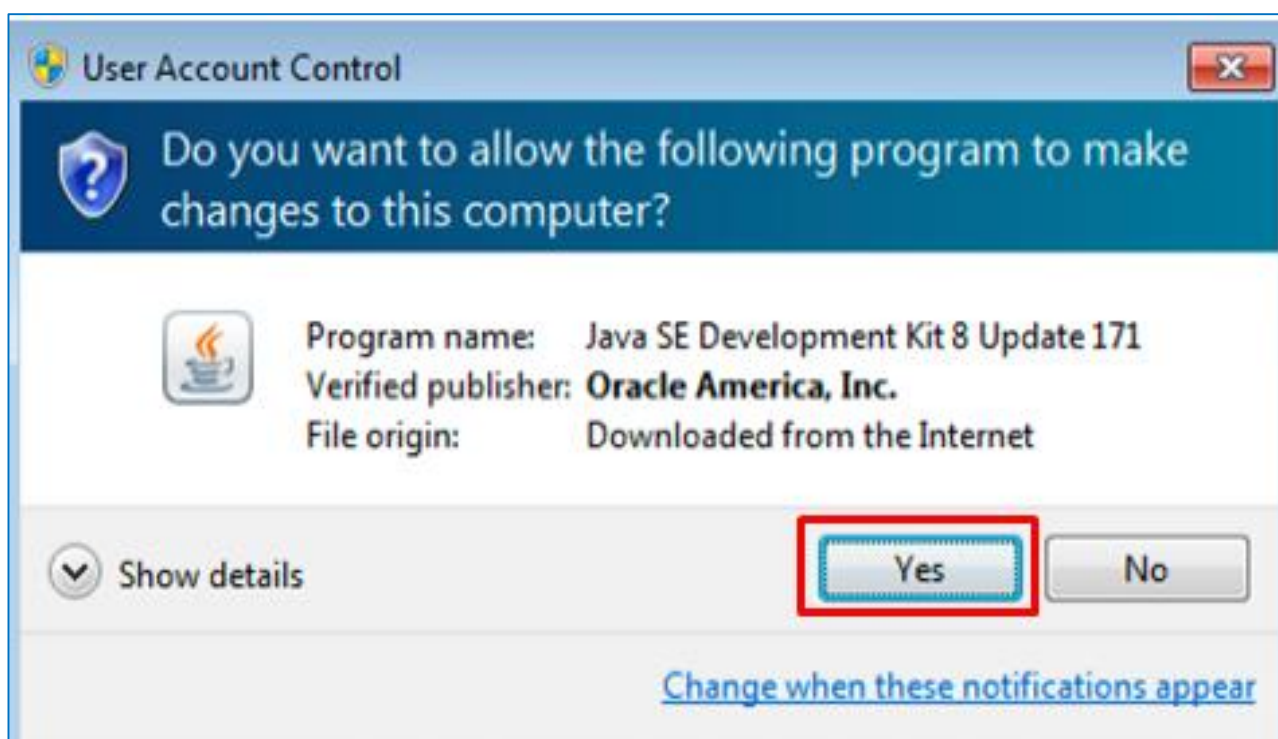 User Account Control
Do you want to allow the following program to make
changes to this computer?
Program name: Java SE Development Kit 8 Update 171
Verified publisher: Oracle America, Inc.
File origin: Downloaded from the Internet
Show details Yes No
Change when these notifications appear